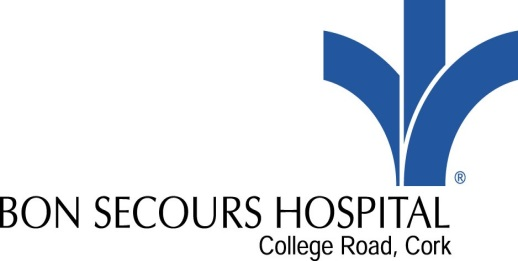 ®
BON SECOURS HOSPITAL
College Road, Cork